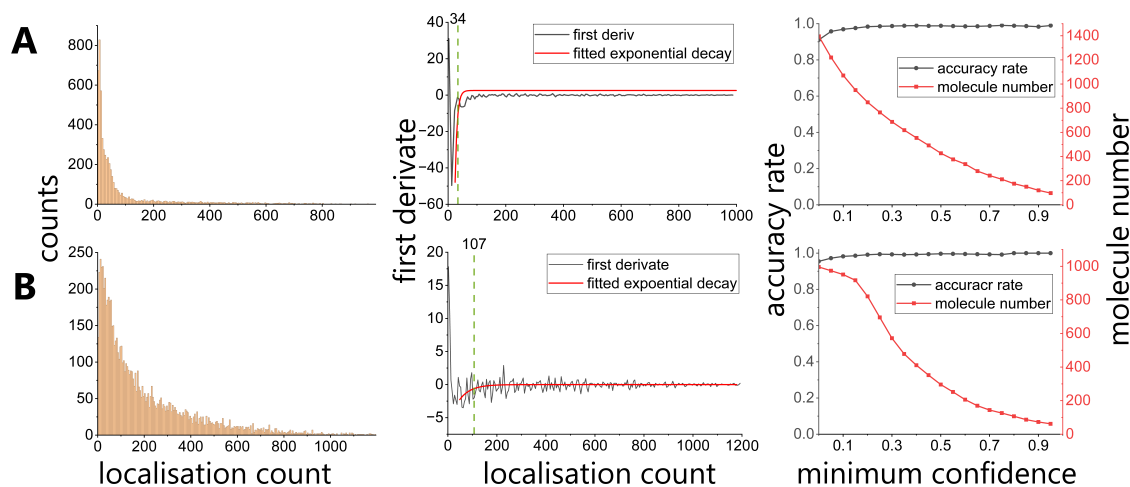 A
counts
800
600
400
200
0
0 200 400 600 800
first derivate
34
40
20
0
−20
−40
−60
first deriv
fitted exponential decay
0 200 400 600 800 1000
accuracy rate
1.0
0.8
0.6
0.4
0.2
0.0
accuracy rate
molecule number
0.1 0.3 0.5 0.7 0.9
1400
1200
1000
800
600
400
200
0
molecule number
B
250
200
150
100
50
0
0 200 400 600 800 1000
localisation count
107
20
15
10
5
0
−5
first derivate
fitted expoential decay
0 200 400 600 800 1000 1200
localisation count
1.0
0.8
0.6
0.4
0.2
0.0
accuracr rate
molecule number
0.1 0.3 0.5 0.7 0.9
minimum confidence
1000
800
600
400
200
0